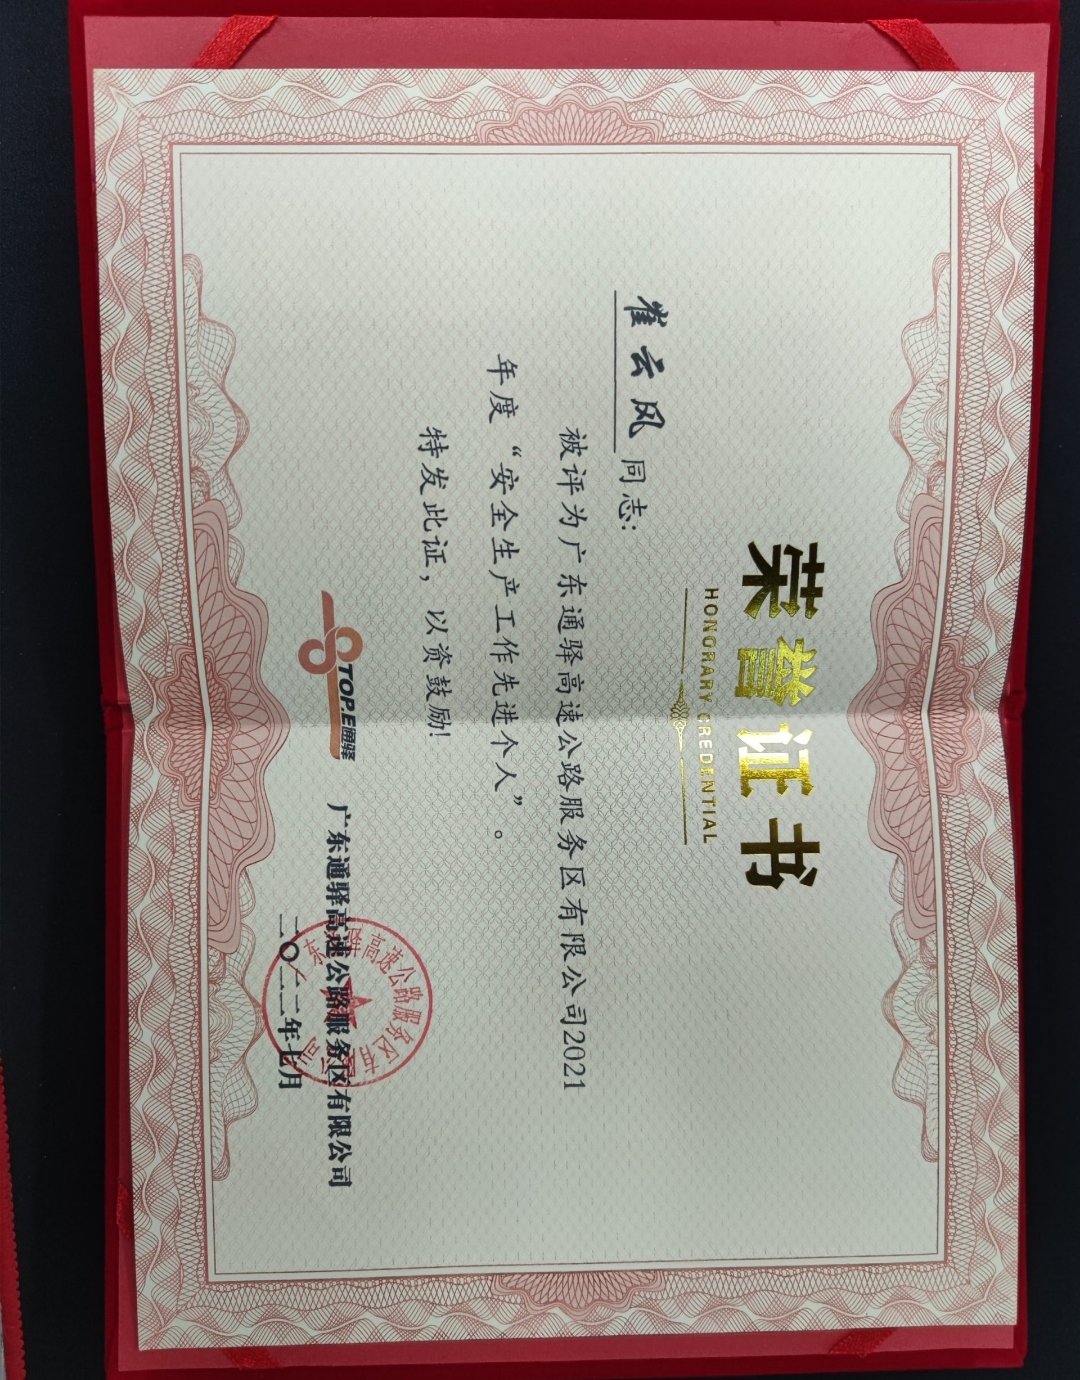 荣誉证书
HONORARY CREDENTIAL
崔云风同志:
被评为广东通驿高速公路服务区有限公司2021
年度“安全生产工作先进个人”。
特发此证，以资鼓励!
TOP.E通驿
广东通驿高速公路服务区有限公司
二〇二二年七月